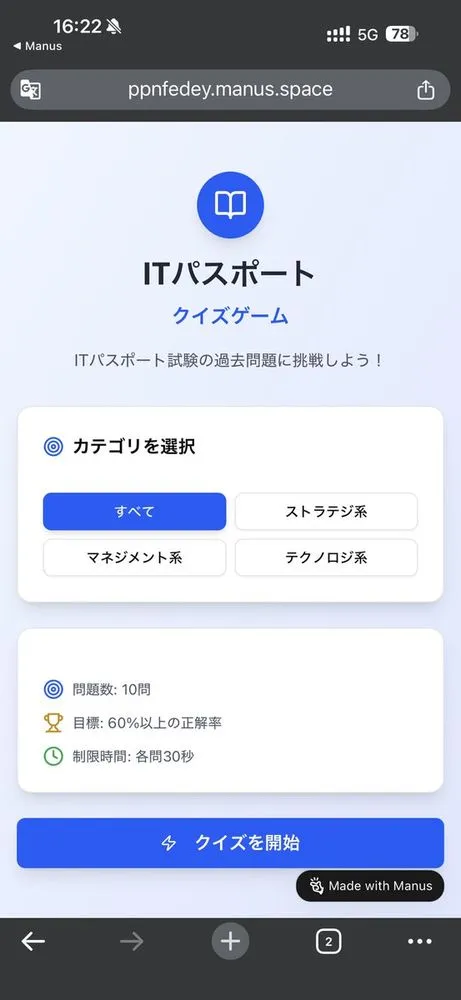 16:22
5G 78
◀ Manus
ppnfedey.manus.space
ITパスポート
クイズゲーム
ITパスポート試験の過去問題に挑戦しよう！
カテゴリを選択
すべて
ストラテジ系
マネジメント系
テクノロジ系
問題数: 10問
目標: 60%以上の正解率
制限時間: 各問30秒
クイズを開始
Made with Manus
2